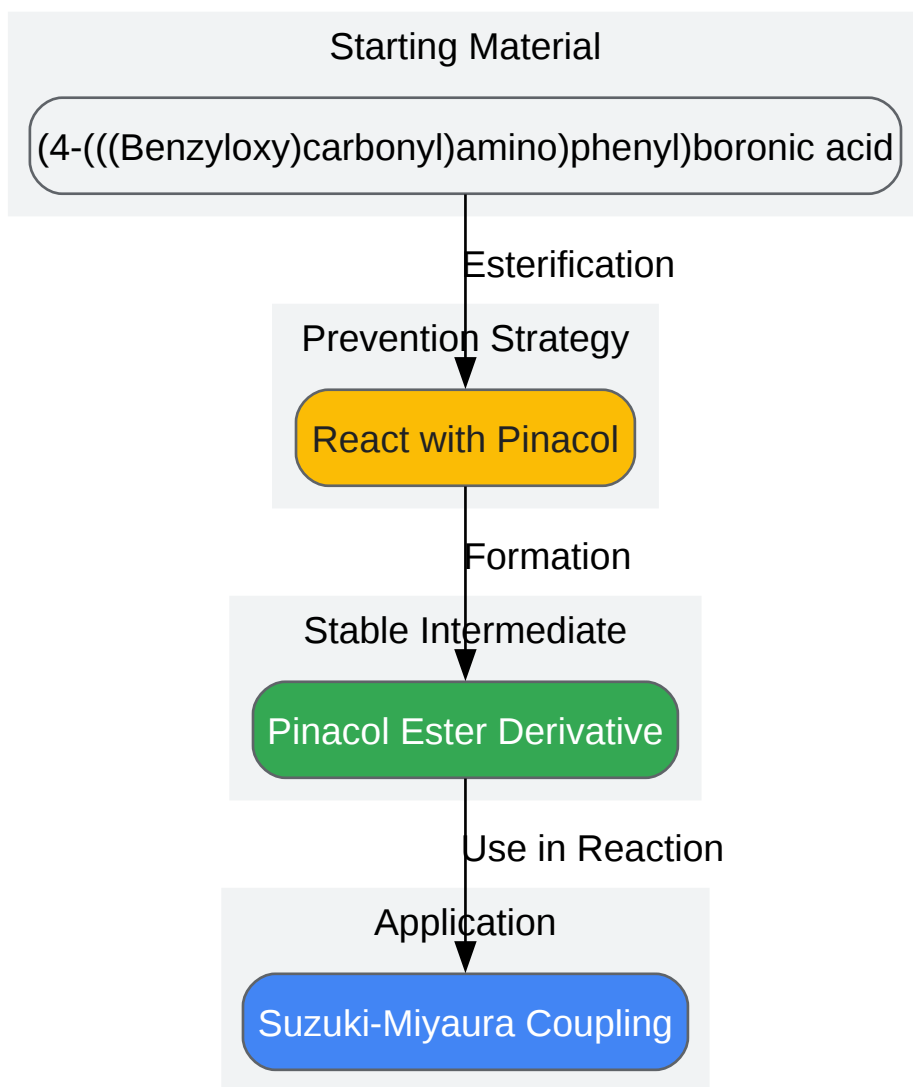 Starting Material
(4-(((Benzyloxy)carbonyl)amino)phenyl)boronic acid
Esterification
Prevention Strategy
React with Pinacol
Formation
Stable Intermediate
Pinacol Ester Derivative
Use in Reaction
Application
Suzuki-Miyaura Coupling